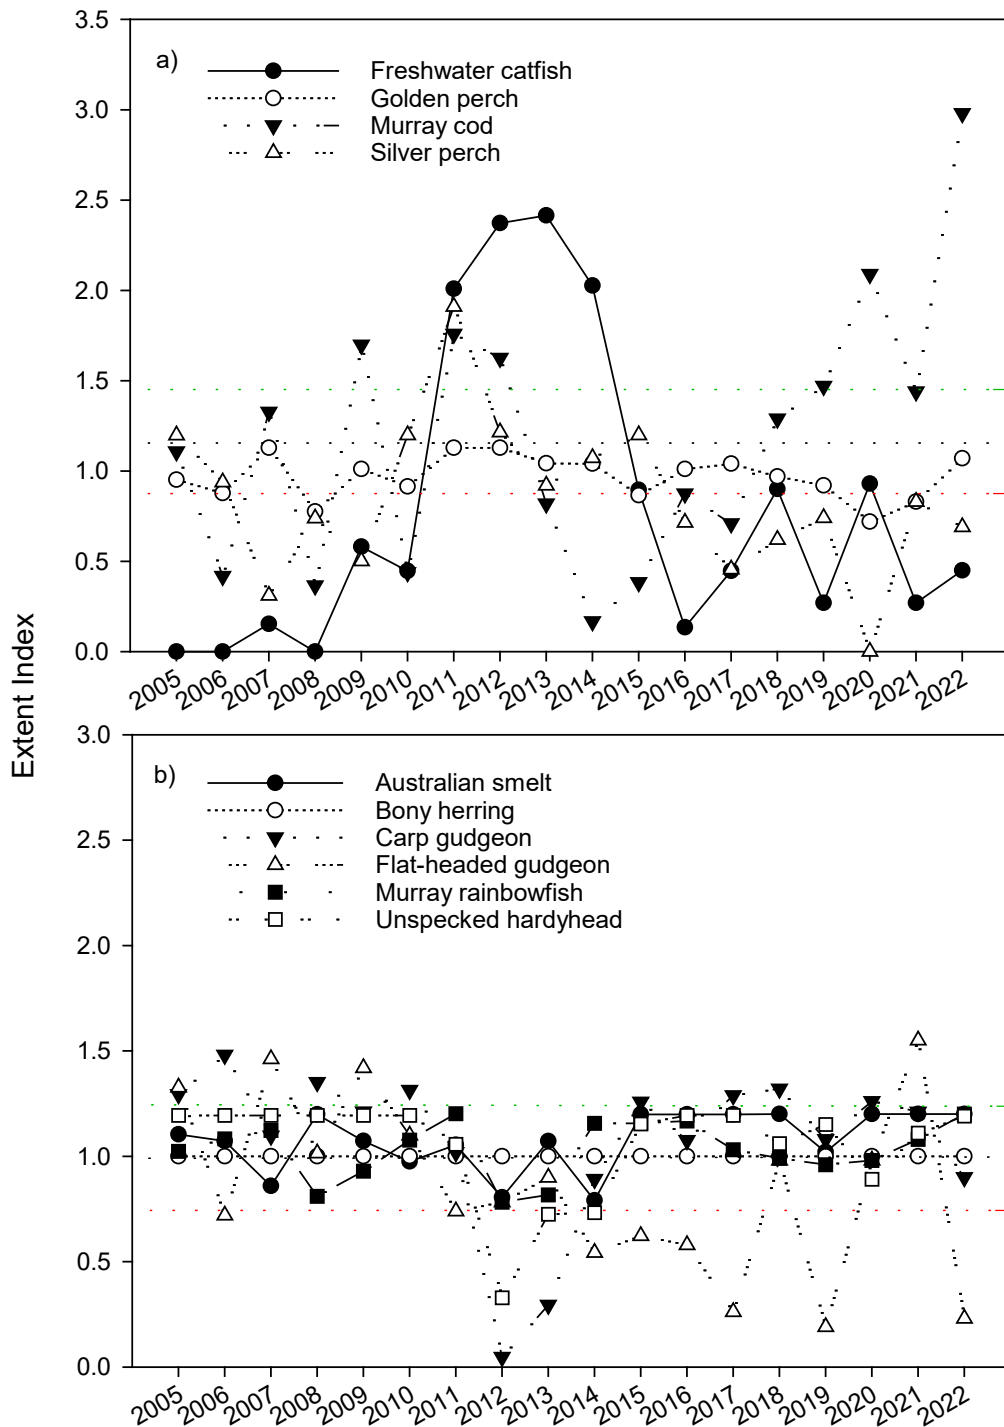 Extent Index
3.5
3.0
2.5
2.0
1.5
1.0
0.5
0.0
a)
Freshwater catfish
Golden perch
Murray cod
Silver perch
2005 2006 2007 2008 2009 2010 2011 2012 2013 2014 2015 2016 2017 2018 2019 2020 2021 2022
3.0
2.5
2.0
1.5
1.0
0.5
0.0
b)
Australian smelt
Bony herring
Carp gudgeon
Flat-headed gudgeon
Murray rainbowfish
Unspecked hardyhead
2005 2006 2007 2008 2009 2010 2011 2012 2013 2014 2015 2016 2017 2018 2019 2020 2021 2022